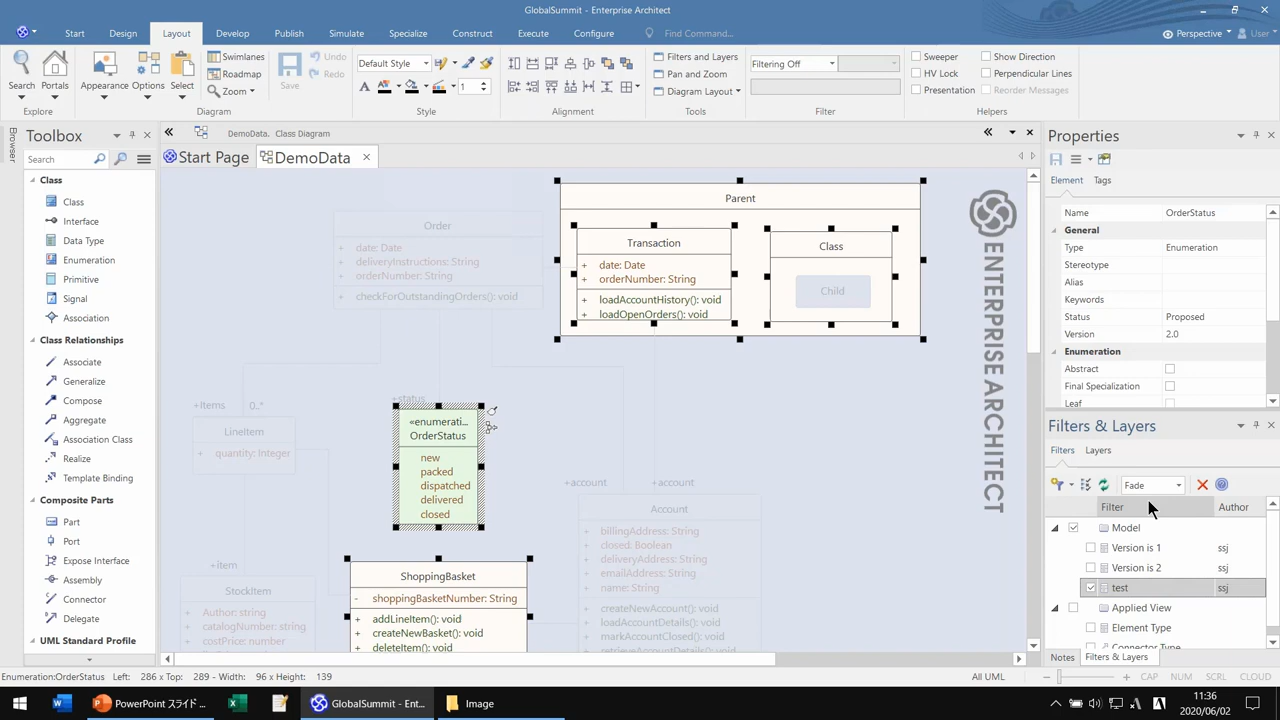 GlobalSummit - Enterprise Architect
Start
Design
Layout
Develop
Publish
Simulate
Specialize
Construct
Execute
Configure
Find Command...
Perspective
User
Search
Portals
Explore
Appearance
Options
Select
Swimlanes
Roadmap
Zoom
Diagram
Save
Undo
Redo
Default Style
A
1
Style
Alignment
Filters and Layers
Pan and Zoom
Diagram Layout
Tools
Filtering Off
Filter
Sweeper
HV Lock
Presentation
Show Direction
Perpendicular Lines
Reorder Messages
Helpers
Browser
Toolbox
Search
Class
Class
Interface
Data Type
Enumeration
Primitive
Signal
Association
Class Relationships
Associate
Generalize
Compose
Aggregate
Association Class
Realize
Template Binding
Composite Parts
Part
Port
Expose Interface
Assembly
Connector
Delegate
UML Standard Profile
DemoData. Class Diagram
Start Page
DemoData
Order
+ date: Date
+ deliveryInstructions: String
+ orderNumber: String
+ checkForOutstandingOrders(): void
Parent
Transaction
+ date: Date
+ orderNumber: String
+ loadAccountHistory(): void
+ loadOpenOrders(): void
Class
Child
+status
«enumerati...
OrderStatus
new
packed
dispatched
delivered
closed
+Items
0..*
LineItem
+ quantity: Integer
+item
StockItem
+ Author: string
+ catalogNumber: string
+ costPrice: number
ShoppingBasket
- shoppingBasketNumber: String
+ addLineItem(): void
+ createNewBasket(): void
+ deleteItem(): void
+account
+account
Account
+ billingAddress: String
+ closed: Boolean
+ deliveryAddress: String
+ emailAddress: String
+ name: String
+ createNewAccount(): void
+ loadAccountDetails(): void
+ markAccountClosed(): void
+ retrieveAccountDetails(): void
ENTERPRISE ARCHITECT
Properties
Element
Tags
Name OrderStatus
General
Type Enumeration
Stereotype
Alias
Keywords
Status Proposed
Version 2.0
Enumeration
Abstract
Final Specialization
Leaf
Filters & Layers
Filters
Layers
Fade
Filter
Author
Model
Version is 1 ssj
Version is 2 ssj
test ssj
Applied View
Element Type
Connector Type
Notes
Filters & Layers
Enumeration:OrderStatus Left: 286 x Top: 289 - Width: 96 x Height: 139
All UML
CAP
NUM
SCRL
CLOUD
PowerPoint スライド ...
GlobalSummit - Ent...
Image
A
11:36
2020/06/02